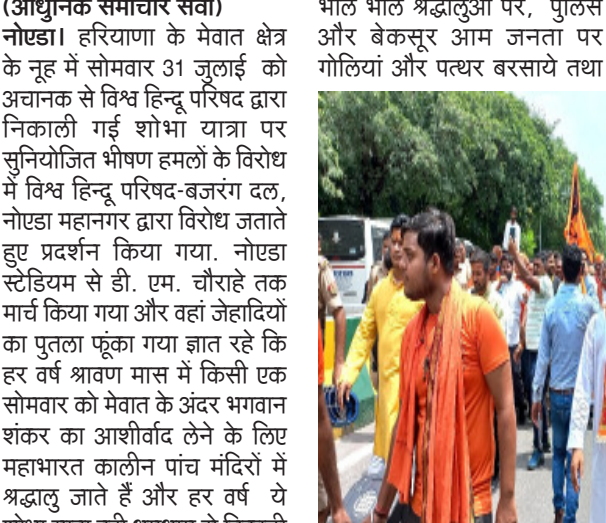 (आधुनिक समाचार सेवा)
नोएडा। हरियाणा के मेवात क्षेत्र
के नूह में सोमवार 31 जुलाई को
अचानक से विश्व हिन्दू परिषद द्वारा
निकाली गई शोभा यात्रा पर
सुनियोजित भीषण हमलों के विरोध
में विश्व हिन्दू परिषद-बजरंग दल,
नोएडा महानगर द्वारा विरोध जताते
हुए प्रदर्शन किया गया. नोएडा
स्टेडियम से डी. एम. चौराहे तक
मार्च किया गया और वहां जेहादियों
का पुतला फूंका गया ज्ञात रहे कि
हर वर्ष श्रावण मास में किसी एक
सोमवार को मेवात के अंदर भगवान
शंकर का आशीर्वाद लेने के लिए
महाभारत कालीन पांच मंदिरों में
श्रद्धालु जाते हैं और हर वर्ष ये
भोले भाले श्रद्धालुओं पर, पुलिस
और बेकसूर आम जनता पर
गोलियां और पत्थर बरसाये तथा